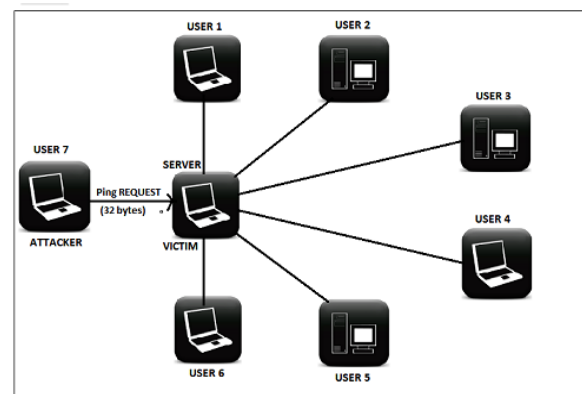 USER 1
USER 2
USER 3
USER 7
SERVER
Ping REQUEST
(32 bytes)
ATTACKER
VICTIM
USER 4
USER 6
USER 5